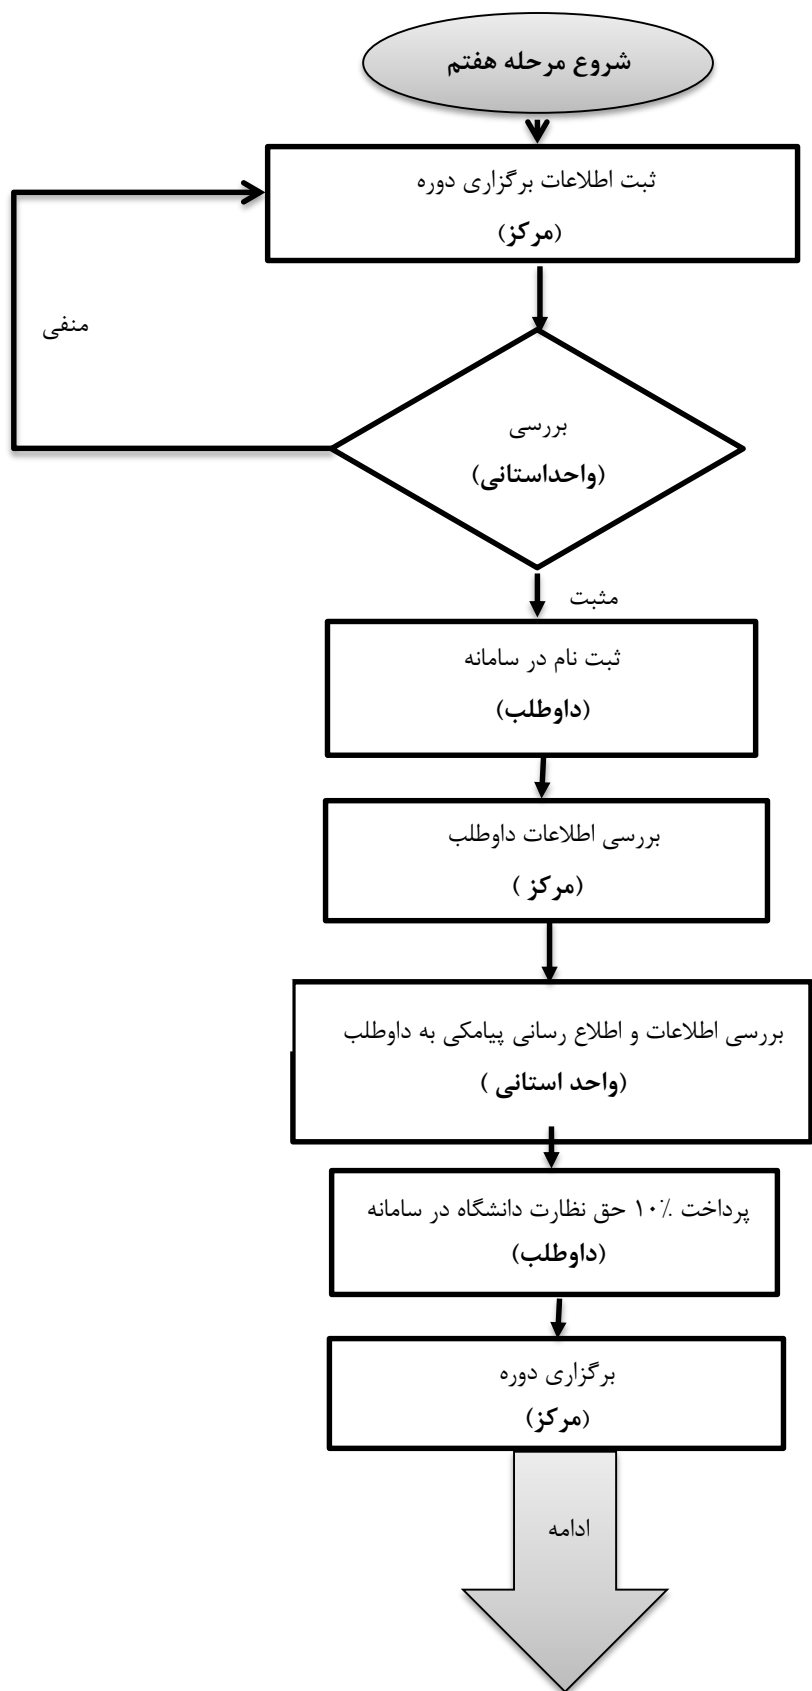 شروع مرحله هفتم
ثبت اطلاعات برگزاری دوره
(مرکز)
منفی
بررسی
(واحداستانی)
مثبت
ثبت نام در سامانه
(داوطلب)
بررسی اطلاعات داوطلب
(مرکز )
بررسی اطلاعات و اطلاع رسانی پیامکی به داوطلب
(واحد استانی )
پرداخت ۱۰٪ حق نظارت دانشگاه در سامانه
(داوطلب)
برگزاری دوره
(مرکز)
ادامه